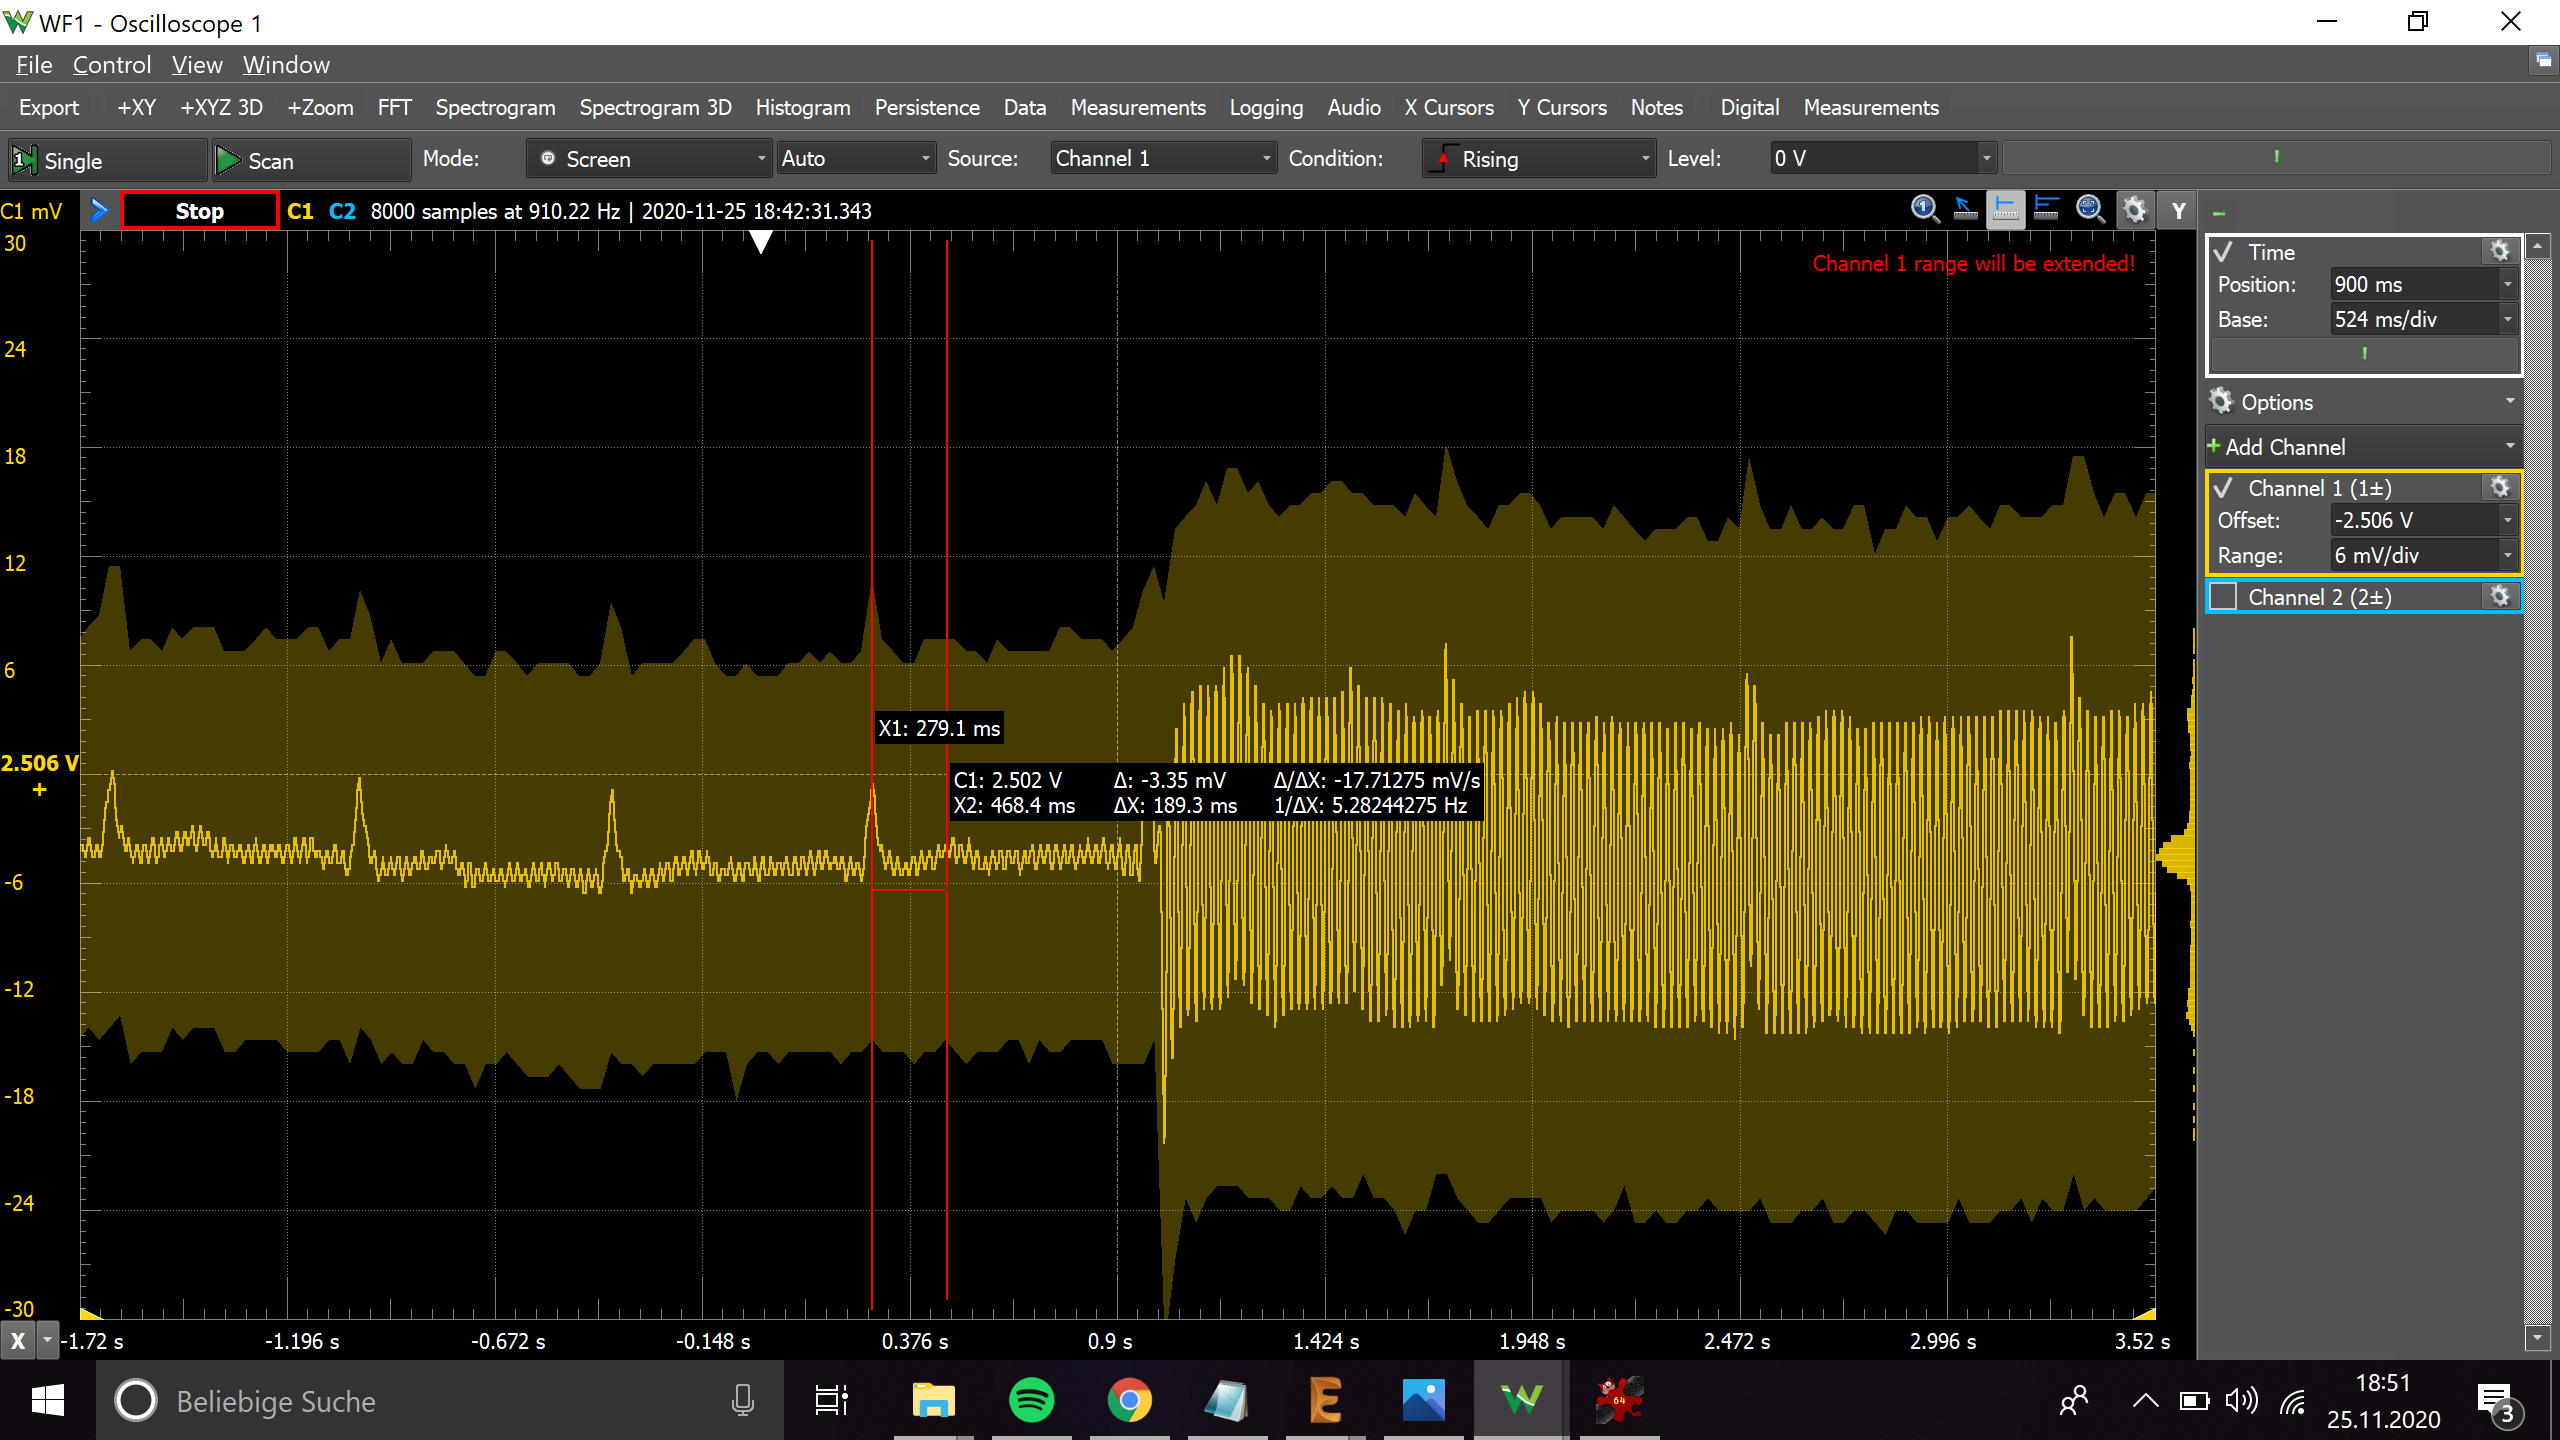 WF1 - Oscilloscope 1
File Control View Window
Export +XY +XYZ 3D +Zoom FFT Spectrogram Spectrogram 3D Histogram Persistence Data Measurements Logging Audio X Cursors Y Cursors Notes Digital Measurements
1 Single Scan Mode: Screen Auto Source: Channel 1 Condition: Rising Level: 0 V
C1 mV Stop C1 C2 8000 samples at 910.22 Hz | 2020-11-25 18:42:31.343 1 Y
Channel 1 range will be extended!
30
24
18
12
6
2.506 V
+
-6
-12
-18
-24
-30
X1: 279.1 ms
C1: 2.502 V Δ: -3.35 mV Δ/ΔX: -17.71275 mV/s
X2: 468.4 ms ΔX: 189.3 ms 1/ΔX: 5.28244275 Hz
X -1.72 s -1.196 s -0.672 s -0.148 s 0.376 s 0.9 s 1.424 s 1.948 s 2.472 s 2.996 s 3.52 s
Time
Position: 900 ms
Base: 524 ms/div
Options
+ Add Channel
Channel 1 (1±)
Offset: -2.506 V
Range: 6 mV/div
Channel 2 (2±)
Beliebige Suche
64
18:51
25.11.2020
3